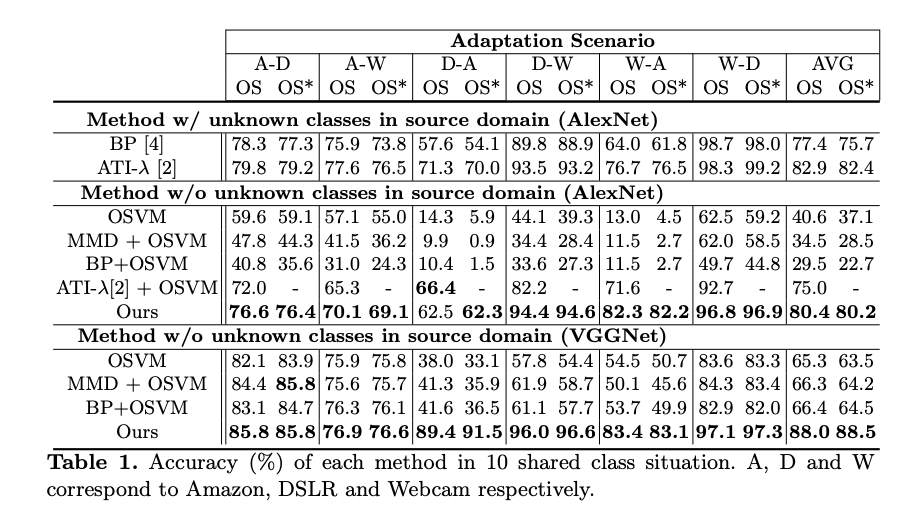 Adaptation Scenario
A-D A-W D-A D-W W-A W-D AVG
OS OS* OS OS* OS OS* OS OS* OS OS* OS OS* OS OS*
Method w/ unknown classes in source domain (AlexNet)
BP [4] 78.3 77.3 75.9 73.8 57.6 54.1 89.8 88.9 64.0 61.8 98.7 98.0 77.4 75.7
ATI-λ [2] 79.8 79.2 77.6 76.5 71.3 70.0 93.5 93.2 76.7 76.5 98.3 99.2 82.9 82.4
Method w/o unknown classes in source domain (AlexNet)
OSVM 59.6 59.1 57.1 55.0 14.3 5.9 44.1 39.3 13.0 4.5 62.5 59.2 40.6 37.1
MMD + OSVM 47.8 44.3 41.5 36.2 9.9 0.9 34.4 28.4 11.5 2.7 62.0 58.5 34.5 28.5
BP+OSVM 40.8 35.6 31.0 24.3 10.4 1.5 33.6 27.3 11.5 2.7 49.7 44.8 29.5 22.7
ATI-λ[2] + OSVM 72.0 - 65.3 - 66.4 - 82.2 - 71.6 - 92.7 - 75.0 -
Ours 76.6 76.4 70.1 69.1 62.5 62.3 94.4 94.6 82.3 82.2 96.8 96.9 80.4 80.2
Method w/o unknown classes in source domain (VGGNet)
OSVM 82.1 83.9 75.9 75.8 38.0 33.1 57.8 54.4 54.5 50.7 83.6 83.3 65.3 63.5
MMD + OSVM 84.4 85.8 75.6 75.7 41.3 35.9 61.9 58.7 50.1 45.6 84.3 83.4 66.3 64.2
BP+OSVM 83.1 84.7 76.3 76.1 41.6 36.5 61.1 57.7 53.7 49.9 82.9 82.0 66.4 64.5
Ours 85.8 85.8 76.9 76.6 89.4 91.5 96.0 96.6 83.4 83.1 97.1 97.3 88.0 88.5
Table 1. Accuracy (%) of each method in 10 shared class situation. A, D and W
correspond to Amazon, DSLR and Webcam respectively.